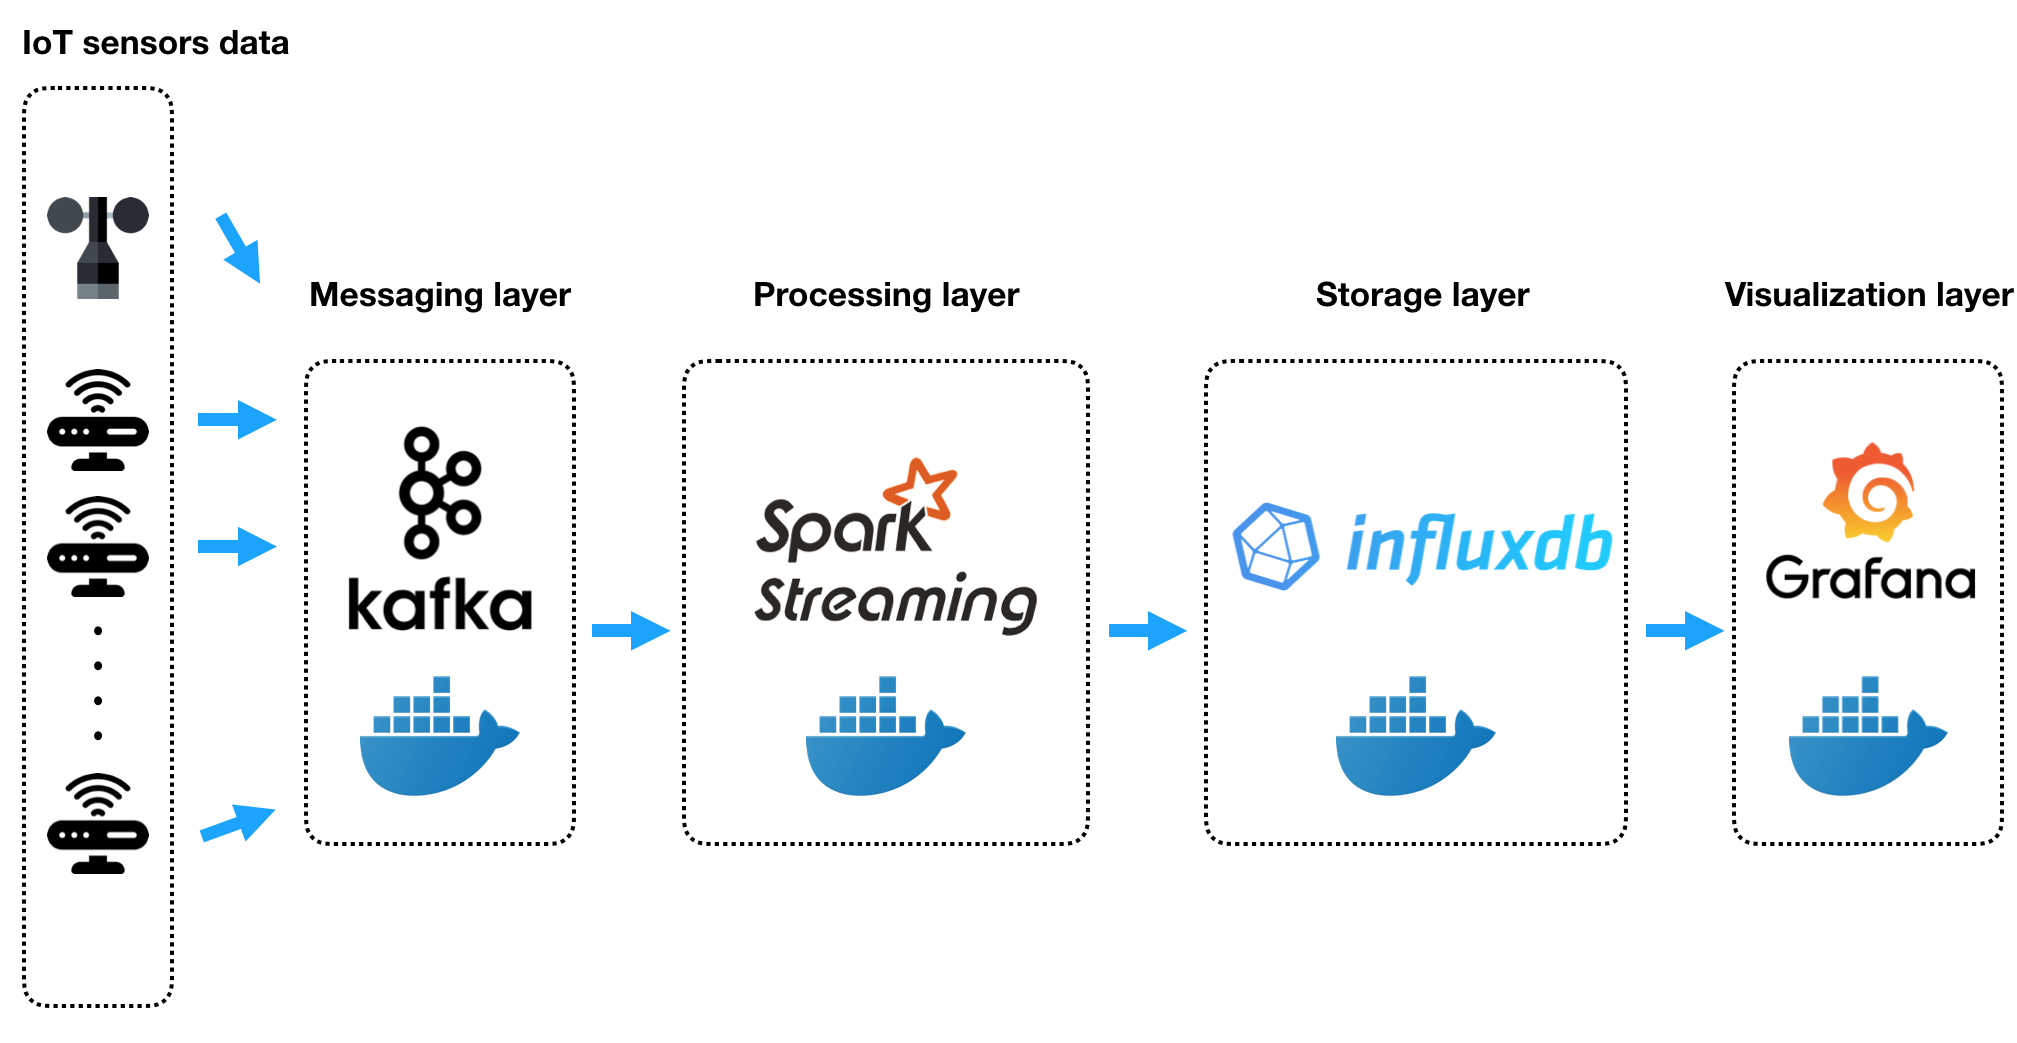 IoT sensors data
Messaging layer
Processing layer
Storage layer
Visualization layer
kafka
Spark
Streaming
influxdb
Grafana